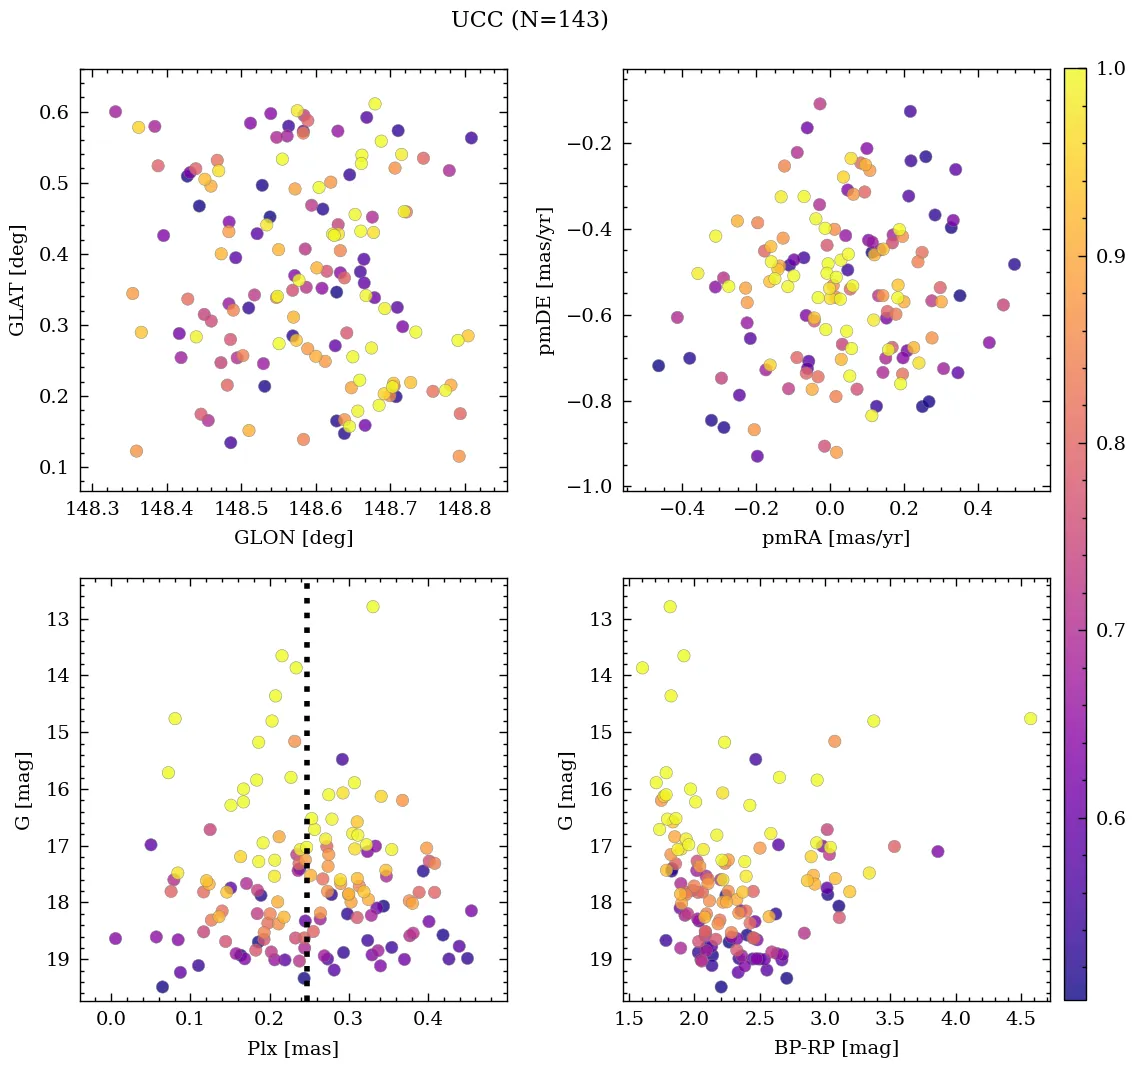 UCC (N=143)
0.6
0.5
0.4
0.3
0.2
0.1
GLAT [deg]
148.3 148.4 148.5 148.6 148.7 148.8
GLON [deg]
−0.2
−0.4
−0.6
−0.8
−1.0
pmDE [mas/yr]
−0.4 −0.2 0.0 0.2 0.4
pmRA [mas/yr]
1.0
0.9
0.8
0.7
0.6
13
14
15
16
17
18
19
G [mag]
0.0 0.1 0.2 0.3 0.4
Plx [mas]
13
14
15
16
17
18
19
G [mag]
1.5 2.0 2.5 3.0 3.5 4.0 4.5
BP-RP [mag]